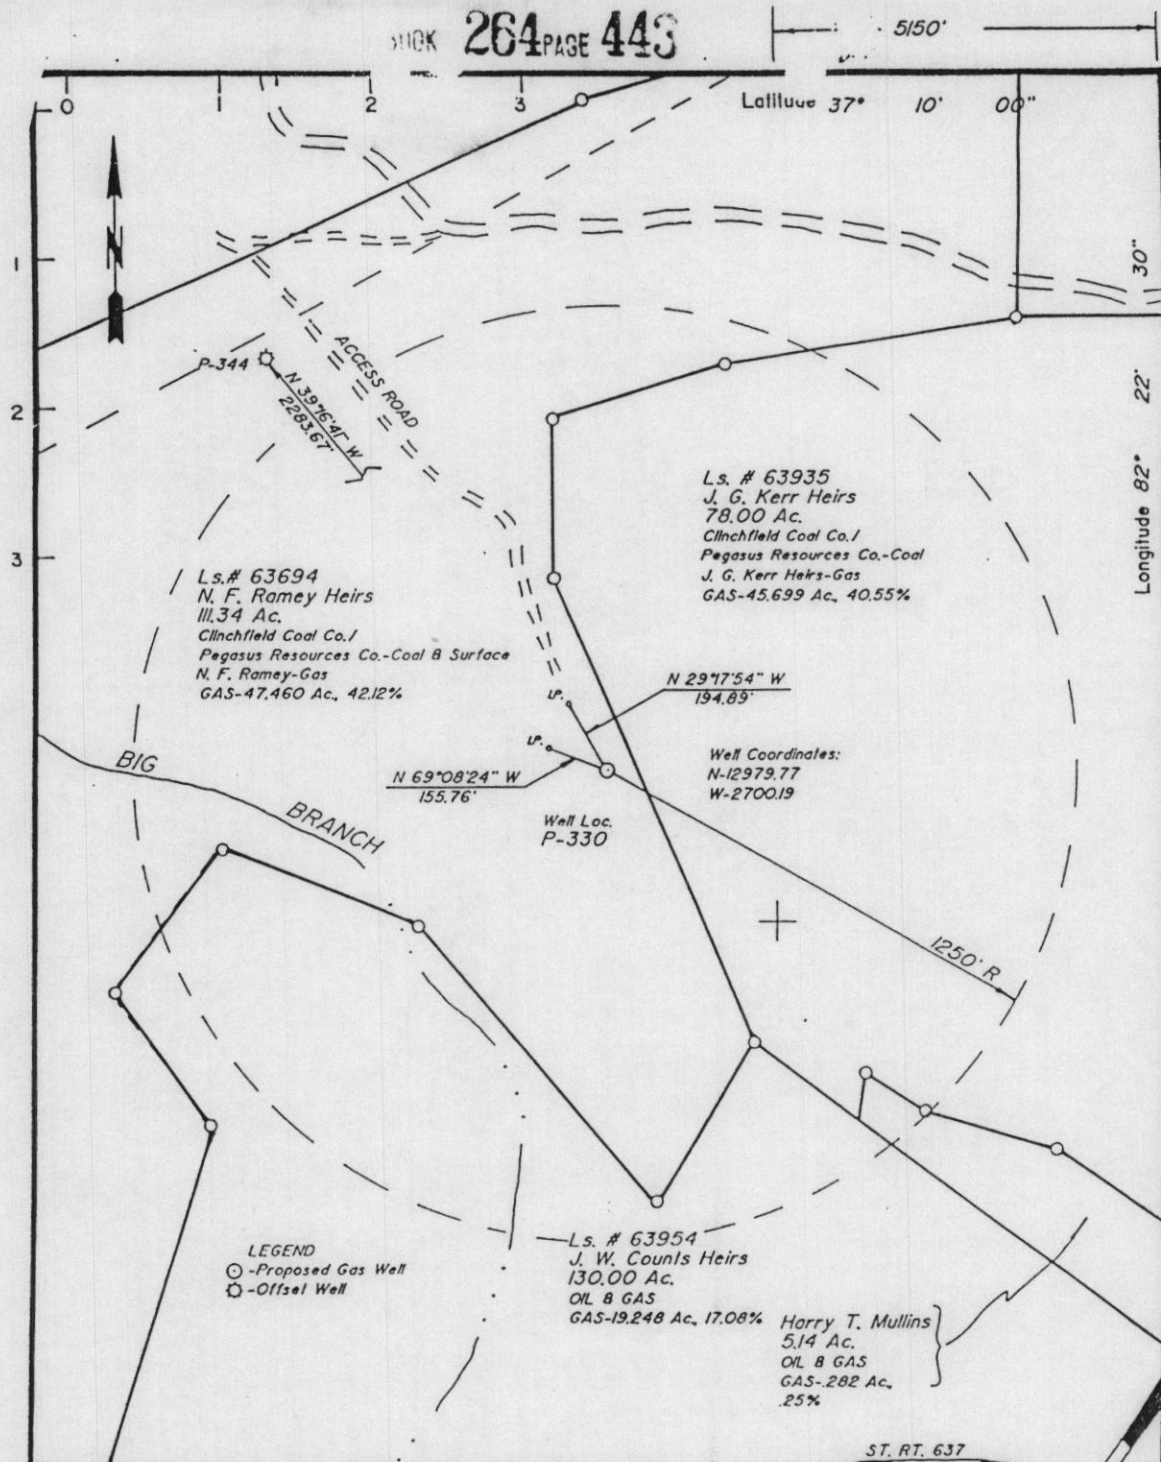 264 PAGE 443
5150'
0 1 2 3
Latitude 37° 10' 00"
N
1
2
3
30"
22'
Longitude 82°
ACCESS ROAD
P-344
N 39°16'41" W
2283.67'
Ls. # 63935
J. G. Kerr Heirs
78.00 Ac.
Clinchfield Coal Co./
Pegasus Resources Co.-Coal
J. G. Kerr Heirs-Gas
GAS-45.699 Ac., 40.55%
Ls.# 63694
N. F. Ramey Heirs
111.34 Ac.
Clinchfield Coal Co./
Pegasus Resources Co.-Coal & Surface
N. F. Ramey-Gas
GAS-47.460 Ac., 42.12%
N 29°17'54" W
194.89'
I.P.
I.P.
N 69°08'24" W
155.76'
Well Coordinates:
N-12979.77
W-2700.19
Well Loc.
P-330
BIG
BRANCH
1250' R
LEGEND
-Proposed Gas Well
-Offset Well
Ls. # 63954
J. W. Counts Heirs
130.00 Ac.
OIL & GAS
GAS-19.248 Ac., 17.08%
Harry T. Mullins
5.14 Ac.
OIL & GAS
GAS-.282 Ac.,
.25%
ST. RT. 637